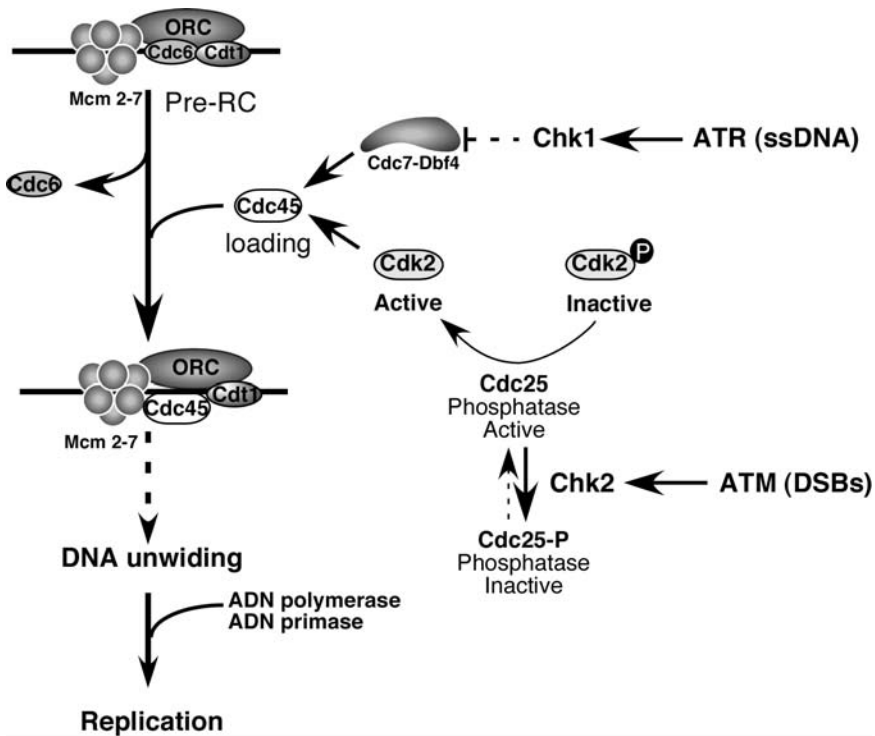 ORC
Cdc6
Cdt1
Mcm 2-7
Pre-RC
Cdc7-Dbf4
Chk1
ATR (ssDNA)
Cdc6
Cdc45
loading
Cdk2
Active
Cdk2
P
Inactive
ORC
Cdt1
Cdc45
Mcm 2-7
Cdc25
Phosphatase
Active
Chk2
ATM (DSBs)
Cdc25-P
Phosphatase
Inactive
DNA unwiding
ADN polymerase
ADN primase
Replication